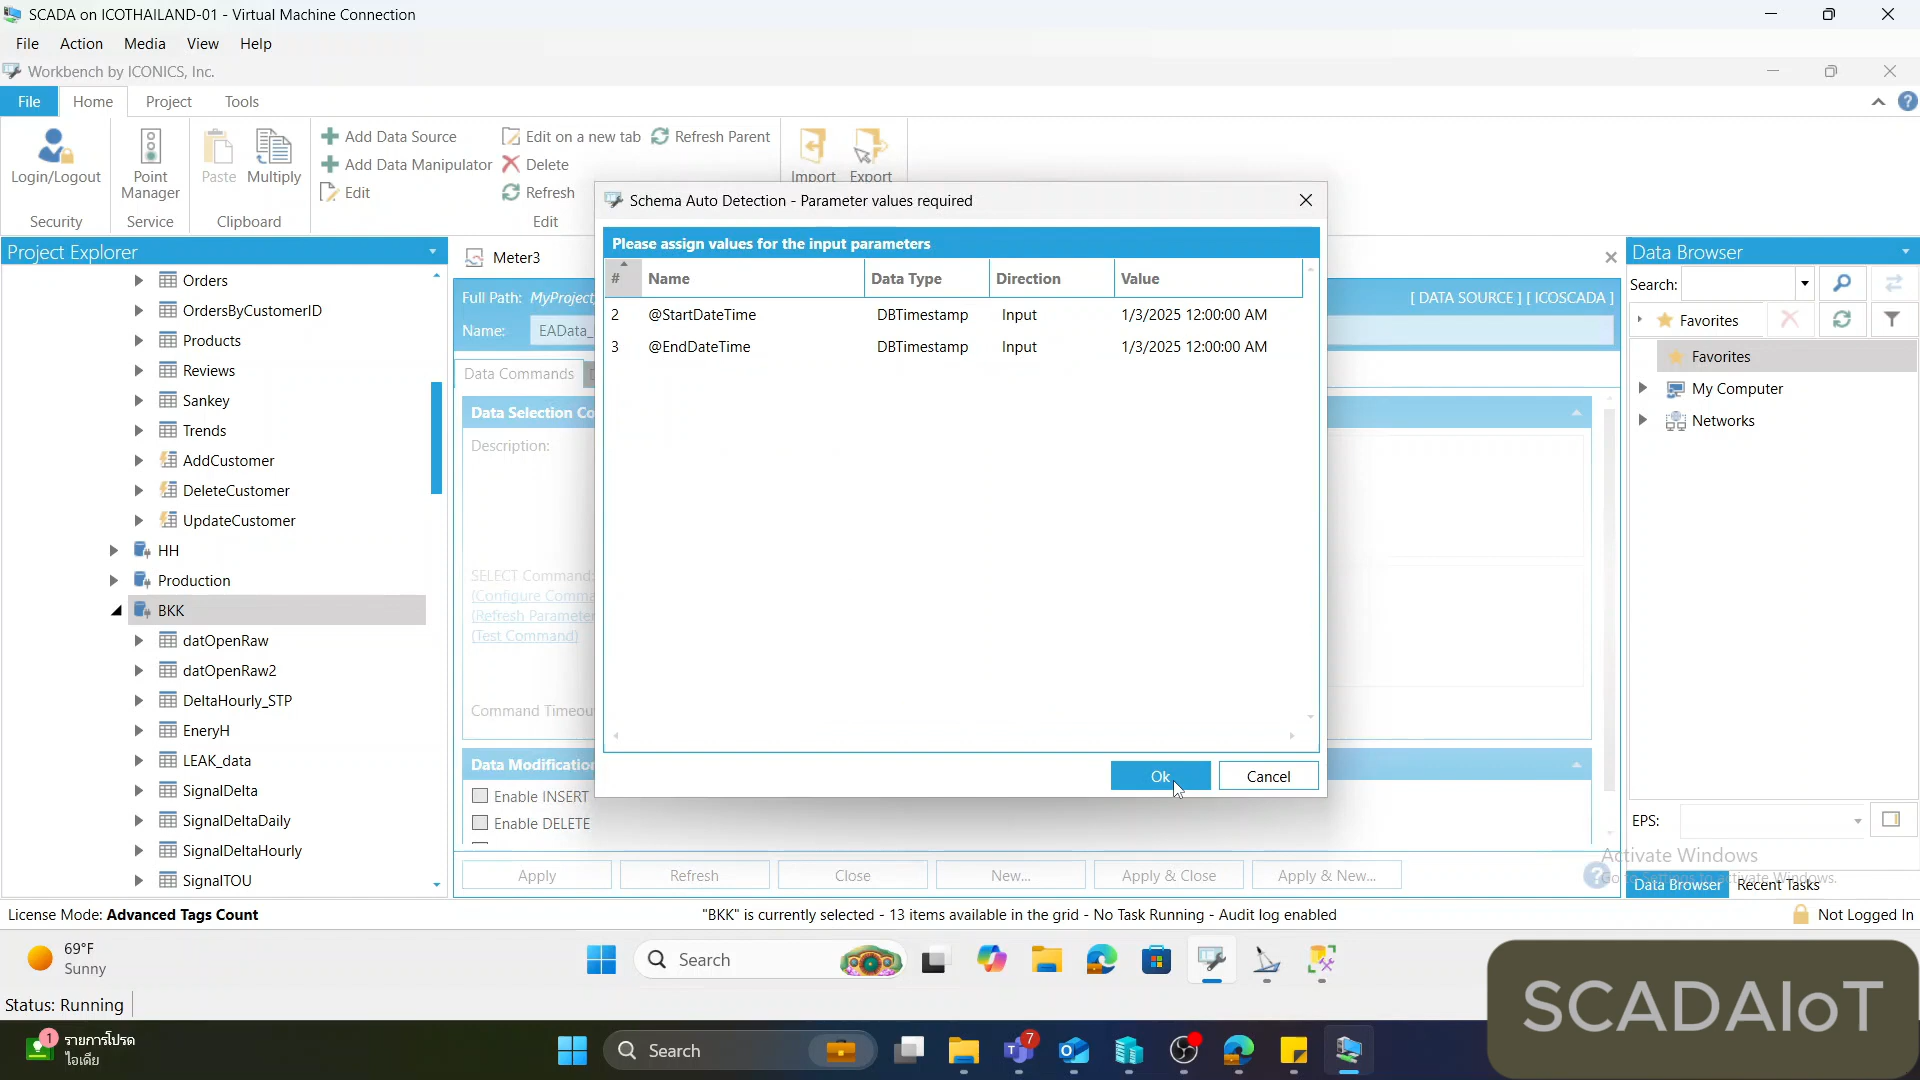 SCADA on ICOTHAILAND-01 - Virtual Machine Connection
File Action Media View Help
Workbench by ICONICS, Inc.
File Home Project Tools
Login/Logout
Security
Point Manager
Service
Paste Multiply
Clipboard
Add Data Source
Add Data Manipulator
Edit
Edit on a new tab
Delete
Refresh
Refresh Parent
Edit
Import Export
Project Explorer
Orders
OrdersByCustomerID
Products
Reviews
Sankey
Trends
AddCustomer
DeleteCustomer
UpdateCustomer
HH
Production
BKK
datOpenRaw
datOpenRaw2
DeltaHourly_STP
EneryH
LEAK_data
SignalDelta
SignalDeltaDaily
SignalDeltaHourly
SignalTOU
Meter3
Full Path: MyProject
[ DATA SOURCE ] [ ICOSCADA ]
Name: EAData_
Data Commands
Data Selection Co
Description:
SELECT Command:
(Configure Comma
(Refresh Parameter
(Test Command)
Command Timeou
Data Modification
Enable INSERT
Enable DELETE
Schema Auto Detection - Parameter values required
Please assign values for the input parameters
# Name Data Type Direction Value
2 @StartDateTime DBTimestamp Input 1/3/2025 12:00:00 AM
3 @EndDateTime DBTimestamp Input 1/3/2025 12:00:00 AM
Ok Cancel
Apply Refresh Close New... Apply & Close Apply & New...
Data Browser
Search:
Favorites
Favorites
My Computer
Networks
EPS:
Activate Windows
Data Browser Recent Tasks
License Mode: Advanced Tags Count
"BKK" is currently selected - 13 items available in the grid - No Task Running - Audit log enabled
Not Logged In
69°F
Sunny
Search
Status: Running
1
รายการโปรด
ไอเดีย
Search
7
SCADAIoT